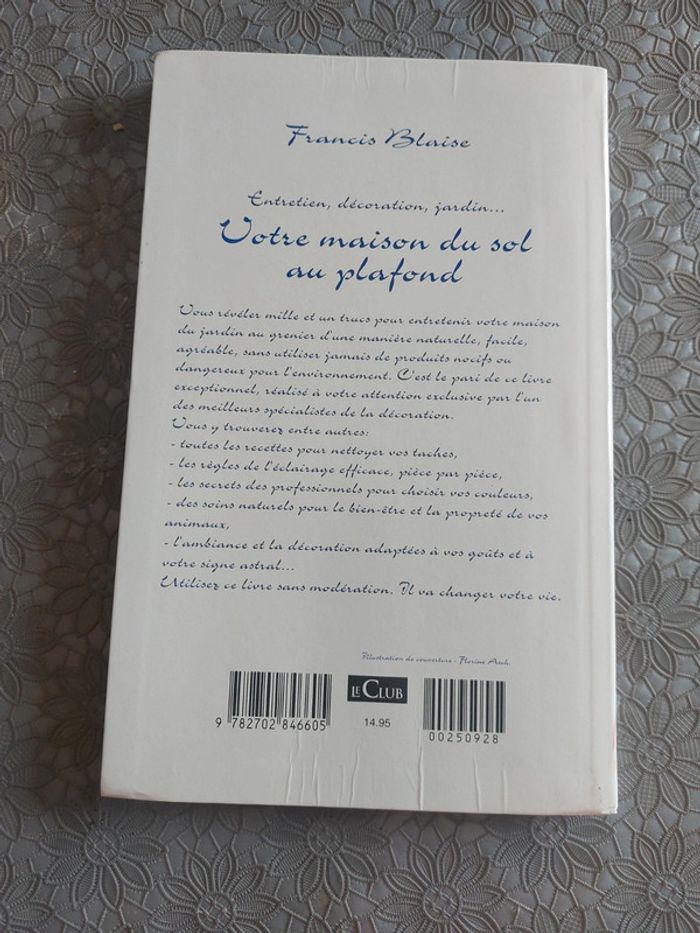 Francis Blaise
Entretien, décoration, jardin...
Votre maison du sol
au plafond
Vous révéler mille et un trucs pour entretenir votre maison
du jardin au grenier d'une manière naturelle, facile,
agréable, sans utiliser jamais de produits nocifs ou
dangereux pour l'environnement. C'est le pari de ce livre
exceptionnel, réalisé à votre attention exclusive par l'un
des meilleurs spécialistes de la décoration.
Vous y trouverez entre autres:
- toutes les recettes pour nettoyer vos taches,
- les règles de l'éclairage efficace, pièce par pièce,
- les secrets des professionnels pour choisir vos couleurs,
- des soins naturels pour le bien-être et la propreté de vos
animaux,
- l'ambiance et la décoration adaptées à vos goûts et à
votre signe astral...
Utilisez ce livre sans modération. Il va changer votre vie.
Illustration de couverture - Florine Asch.
LE CLUB
9 782702 846605
14.95
00250928